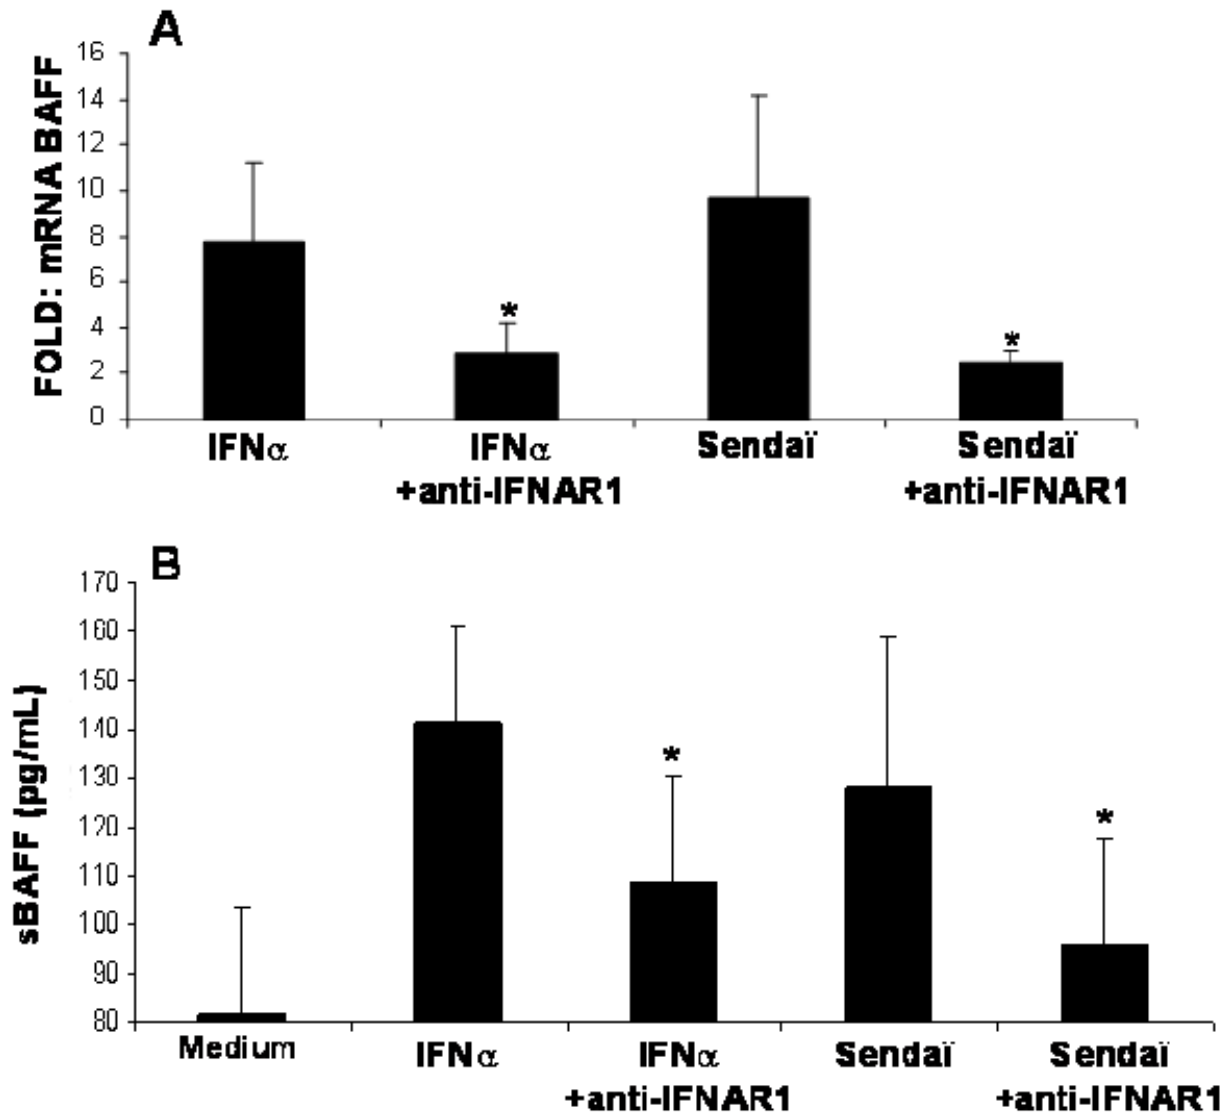 A
FOLD: mRNA BAFF
16
14
12
10
8
6
4
2
0
*
*
IFNα
IFNα
+anti-IFNAR1
Sendaï
Sendaï
+anti-IFNAR1
B
sBAFF (pg/mL)
170
160
150
140
130
120
110
100
90
80
*
*
Medium
IFNα
IFNα
+anti-IFNAR1
Sendaï
Sendaï
+anti-IFNAR1